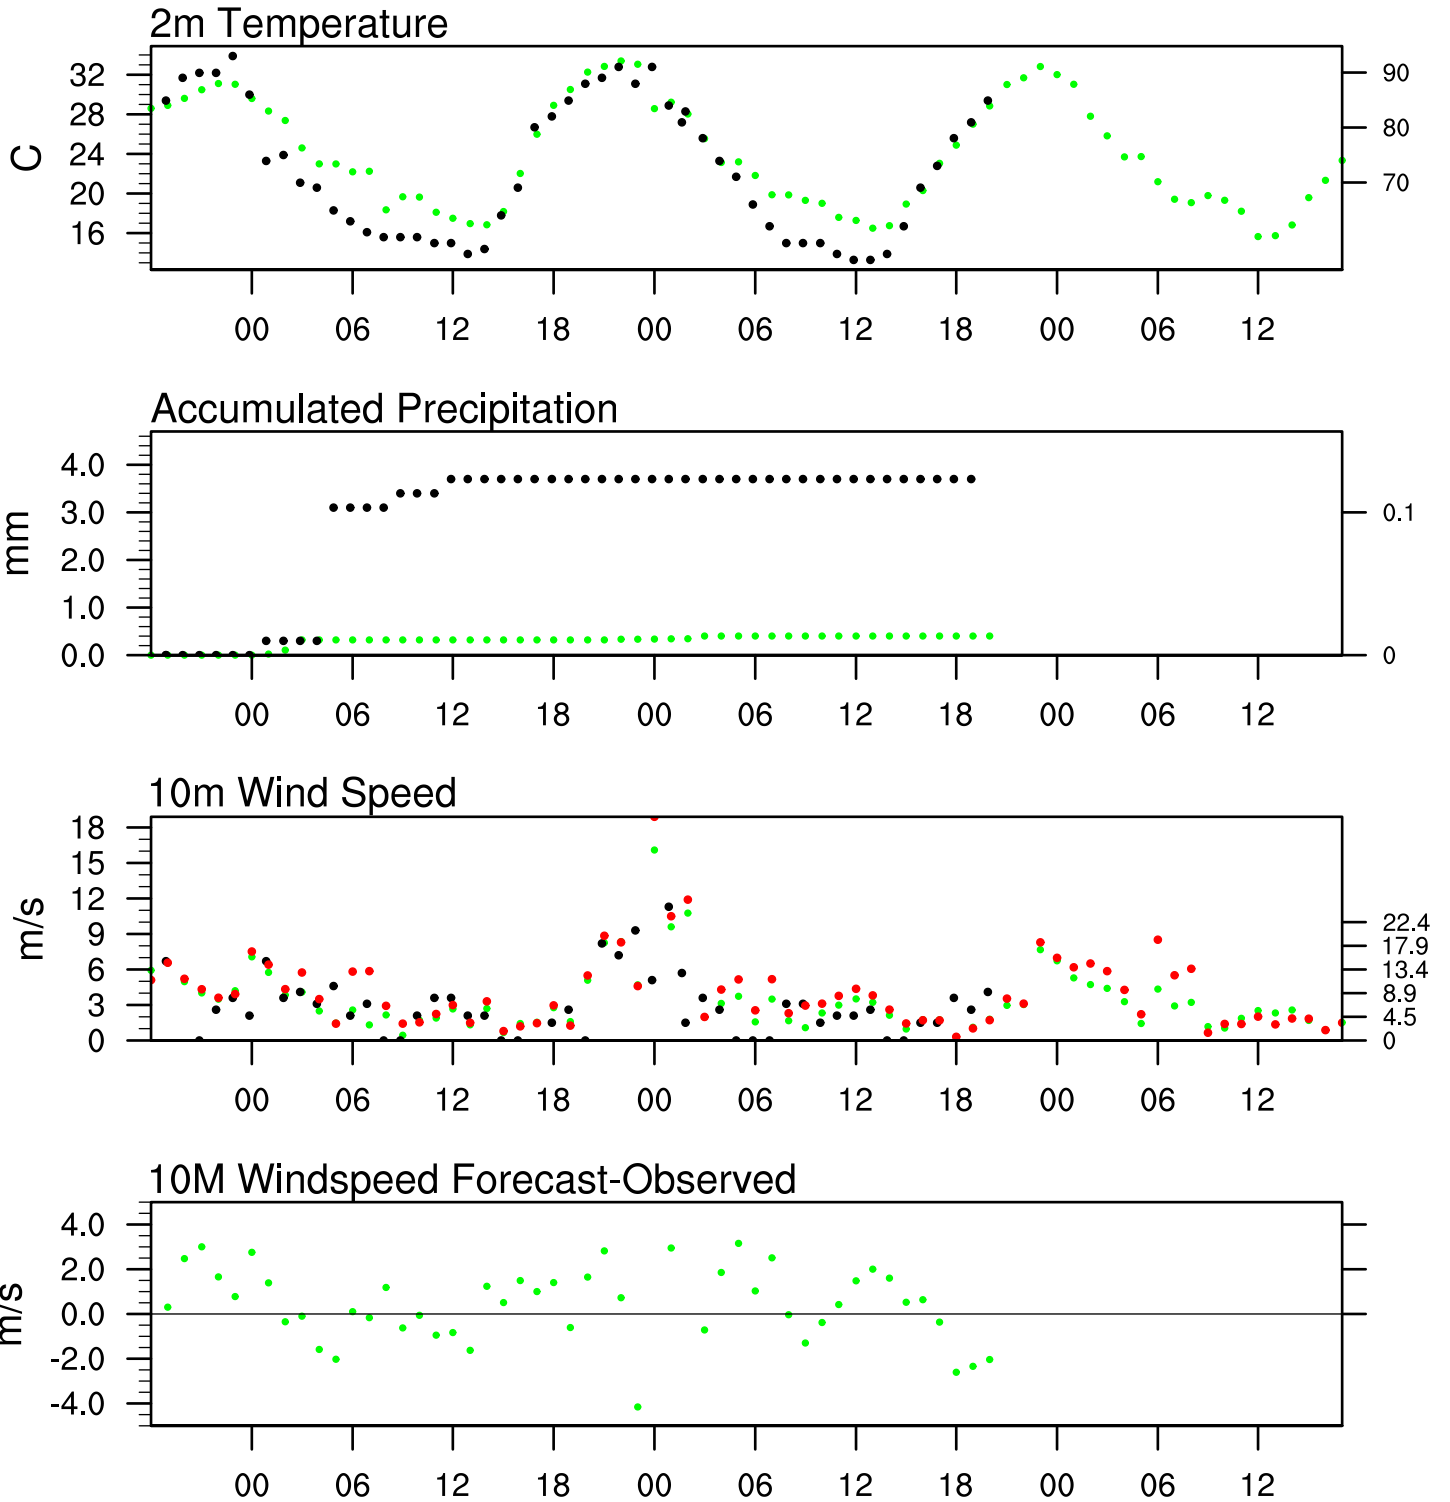 2m Temperature
C
32
28
24
20
16
90
80
70
00 06 12 18 00 06 12 18 00 06 12
Accumulated Precipitation
mm
4.0
3.0
2.0
1.0
0.0
0.1
0
00 06 12 18 00 06 12 18 00 06 12
10m Wind Speed
m/s
18
15
12
9
6
3
0
22.4
17.9
13.4
8.9
4.5
0
00 06 12 18 00 06 12 18 00 06 12
10M Windspeed Forecast-Observed
m/s
4.0
2.0
0.0
-2.0
-4.0
00 06 12 18 00 06 12 18 00 06 12